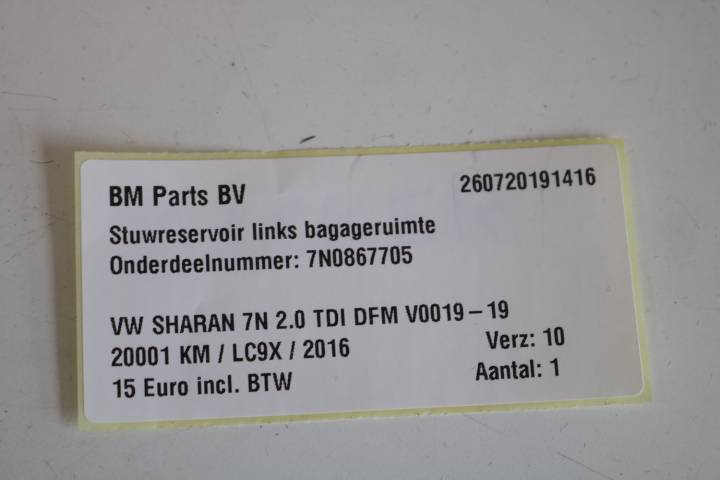 BM Parts BV
260720191416
Stuwreservoir links bagageruimte
Onderdeelnummer: 7N0867705
VW SHARAN 7N 2.0 TDI DFM V0019-19
20001 KM / LC9X / 2016
Verz: 10
15 Euro incl. BTW
Aantal: 1